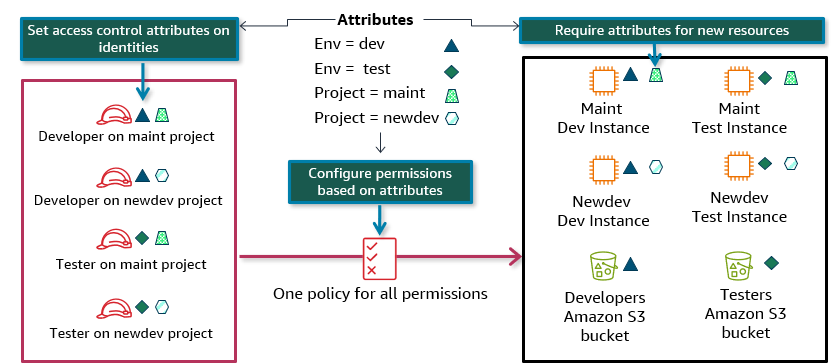 Set access control attributes on
identities
Attributes
Env = dev
Env = test
Project = maint
Project = newdev
Require attributes for new resources
Configure permissions
based on attributes
One policy for all permissions
Developer on maint project
Developer on newdev project
Tester on maint project
Tester on newdev project
Maint
Dev Instance
Maint
Test Instance
Newdev
Dev Instance
Newdev
Test Instance
Developers
Amazon S3
bucket
Testers
Amazon S3
bucket